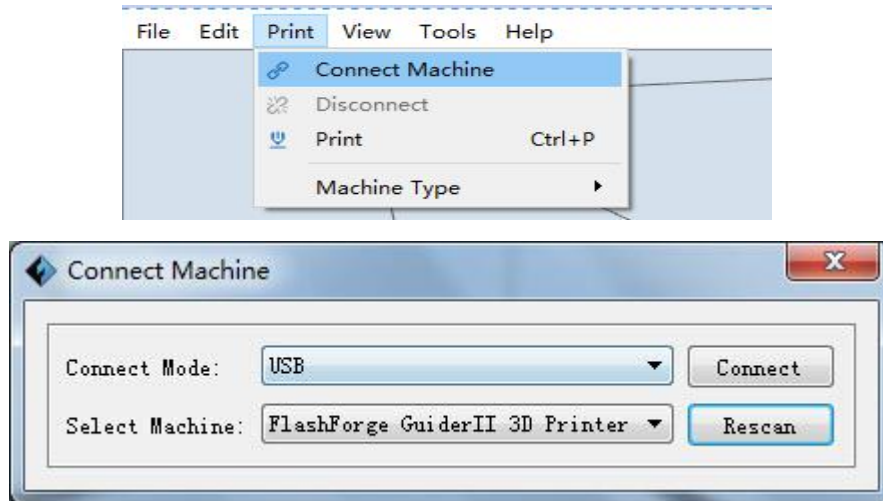 File Edit Print View Tools Help
Connect Machine
Disconnect
Print Ctrl+P
Machine Type
Connect Machine
Connect Mode: USB Connect
Select Machine: FlashForge GuiderII 3D Printer Rescan